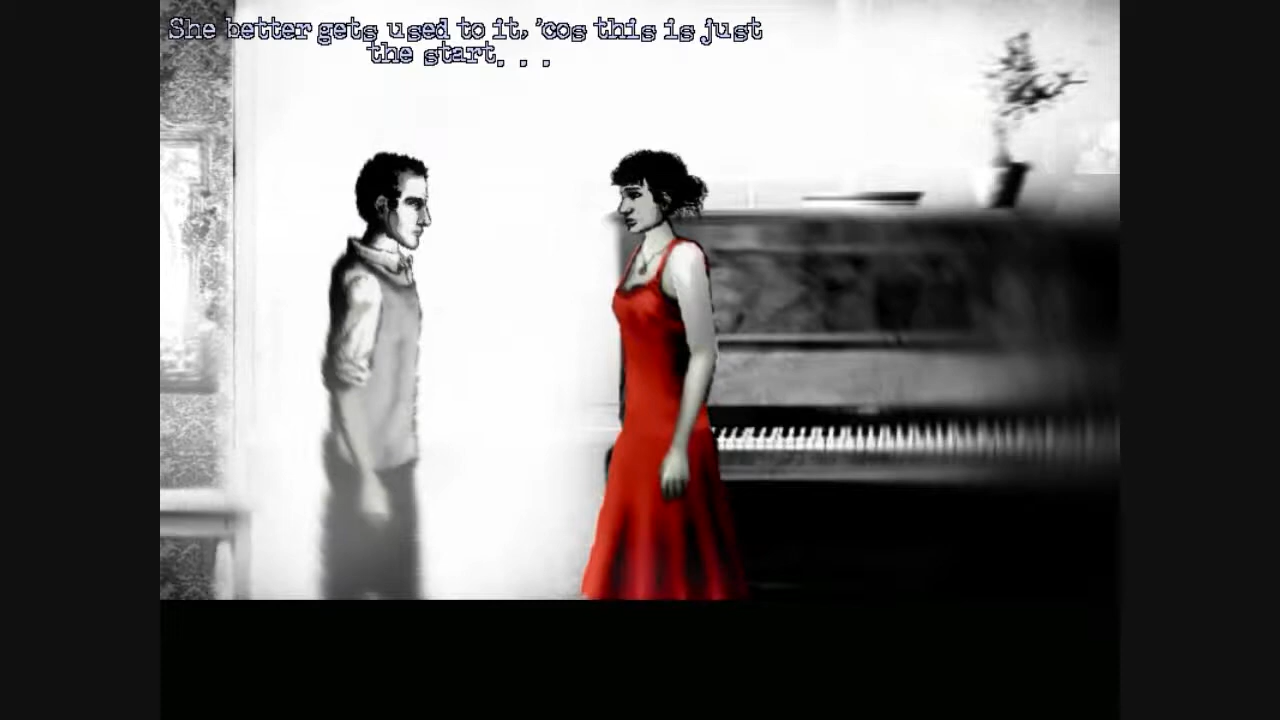 She better gets used to it, 'cos this is just
the start. . .